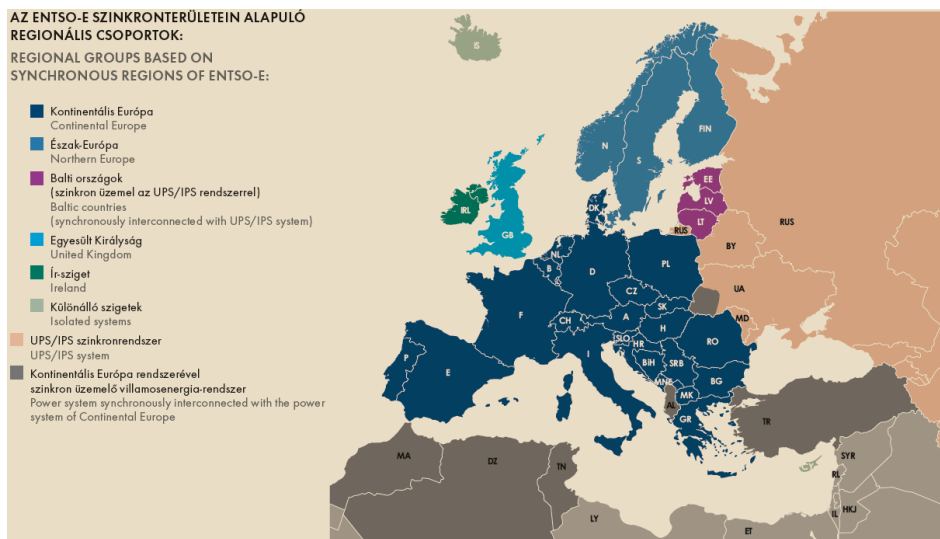 AZ ENTSO-E SZINKRONTERÜLETEIN ALAPULÓ
REGIONÁLIS CSOPORTOK:
REGIONAL GROUPS BASED ON
SYNCHRONOUS REGIONS OF ENTSO-E:
Kontinentális Európa
Continental Europe
Észak-Európa
Northern Europe
Balti országok
(szinkron üzemel az UPS/IPS rendszerrel)
Baltic countries
(synchronously interconnected with UPS/IPS system)
Egyesült Királyság
United Kingdom
Ír-sziget
Ireland
Különálló szigetek
Isolated systems
UPS/IPS szinkronrendszer
UPS/IPS system
Kontinentális Európa rendszerével
szinkron üzemelő villamosenergia-rendszer
Power system synchronously interconnected with the power
system of Continental Europe
IS
FIN
N
S
EE
LV
LT
DK
RUS
RUS
IRL
GB
BY
NL
B
D
PL
UA
CZ
SK
MD
F
CH
A
H
RO
SLO
HR
I
BiH
SRB
BG
MNE
MK
AL
GR
P
E
TR
MA
DZ
TN
CY
SYR
RL
IL
HKJ
LY
ET